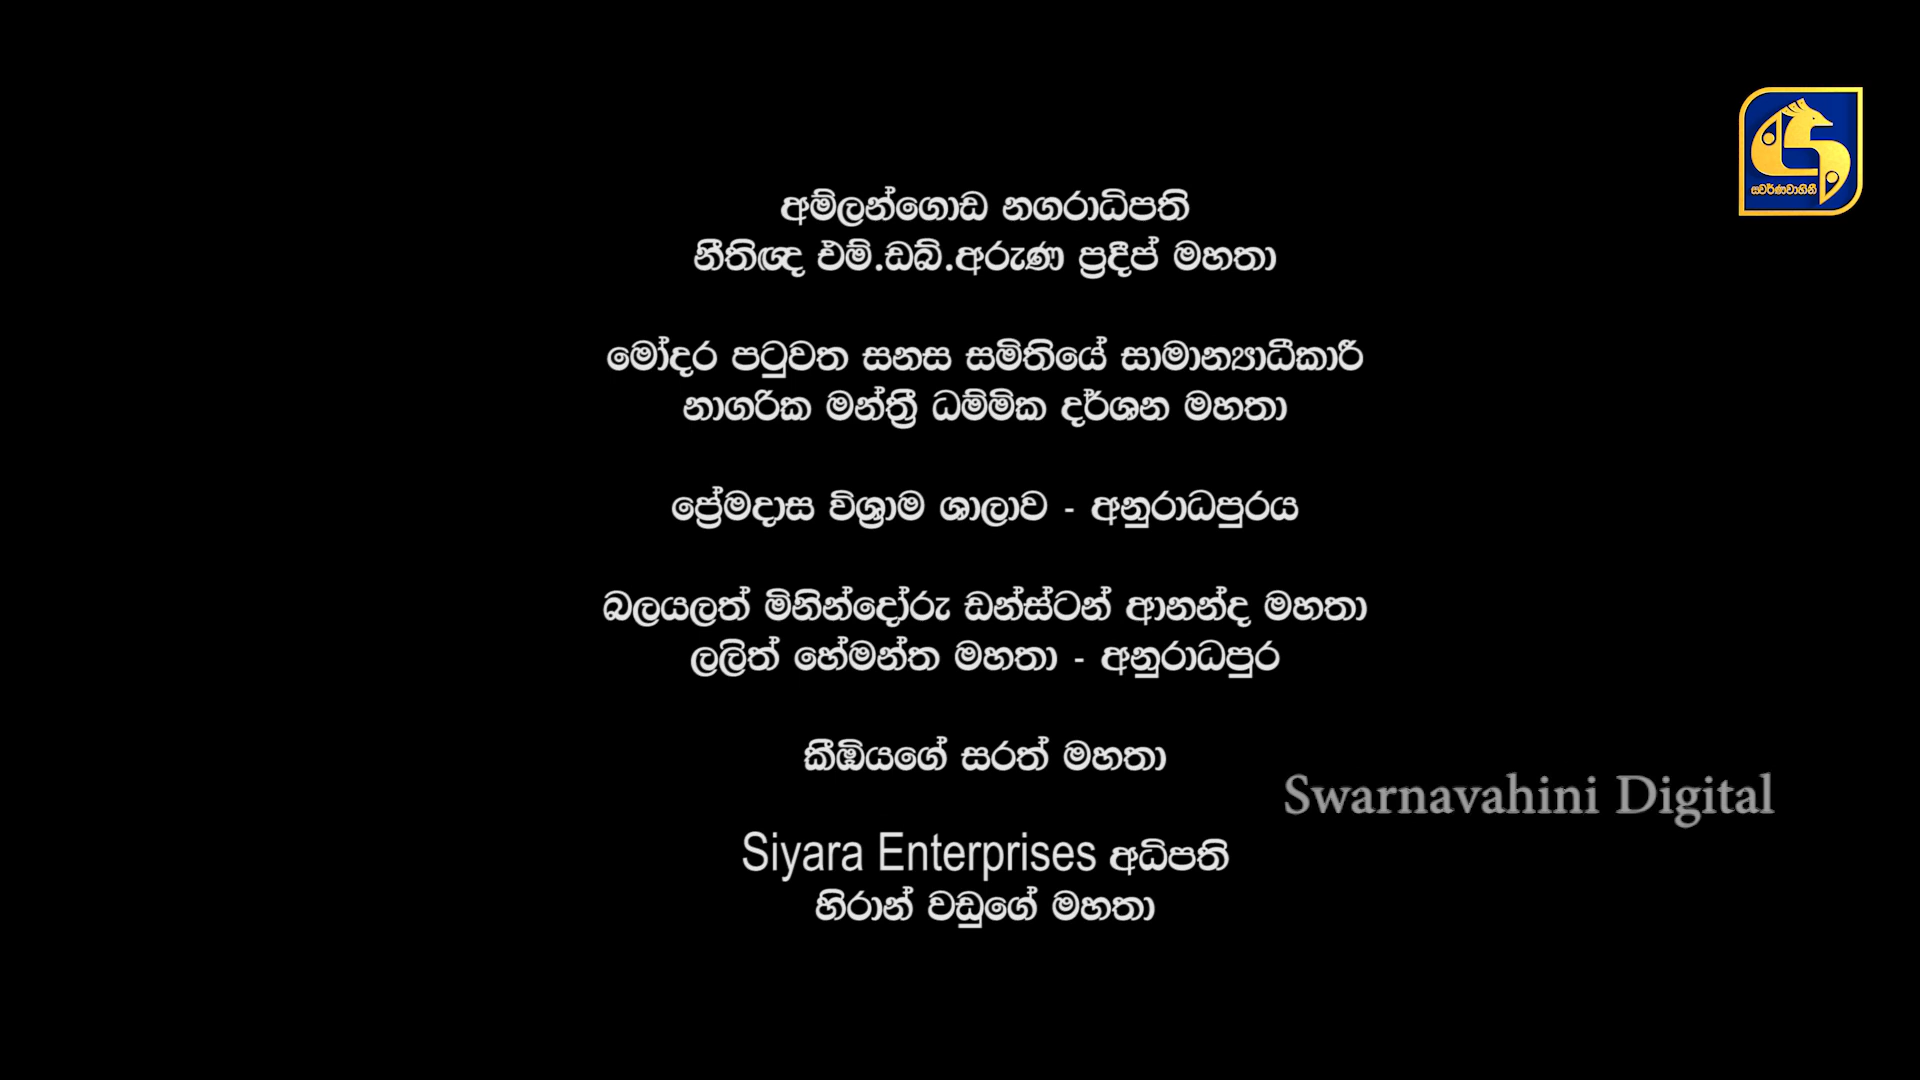 ස්වර්ණවාහිනී
අම්ලන්ගොඩ නගරාධිපති
නීතිඥ එම්.ඩබ්.අරුණ ප්‍රදීප් මහතා
මෝදර පටුවත සනස සමිතියේ සාමාන්‍යාධීකාරී
නාගරික මන්ත්‍රී ධම්මික දර්ශන මහතා
ප්‍රේමදාස විශ්‍රාම ශාලාව - අනුරාධපුරය
බලයලත් මිනින්දෝරු ඩන්ස්ටන් ආනන්ද මහතා
ලලිත් හේමන්ත මහතා - අනුරාධපුර
කීඹියගේ සරත් මහතා
Swarnavahini Digital
Siyara Enterprises අධිපති
හිරාන් වඩුගේ මහතා